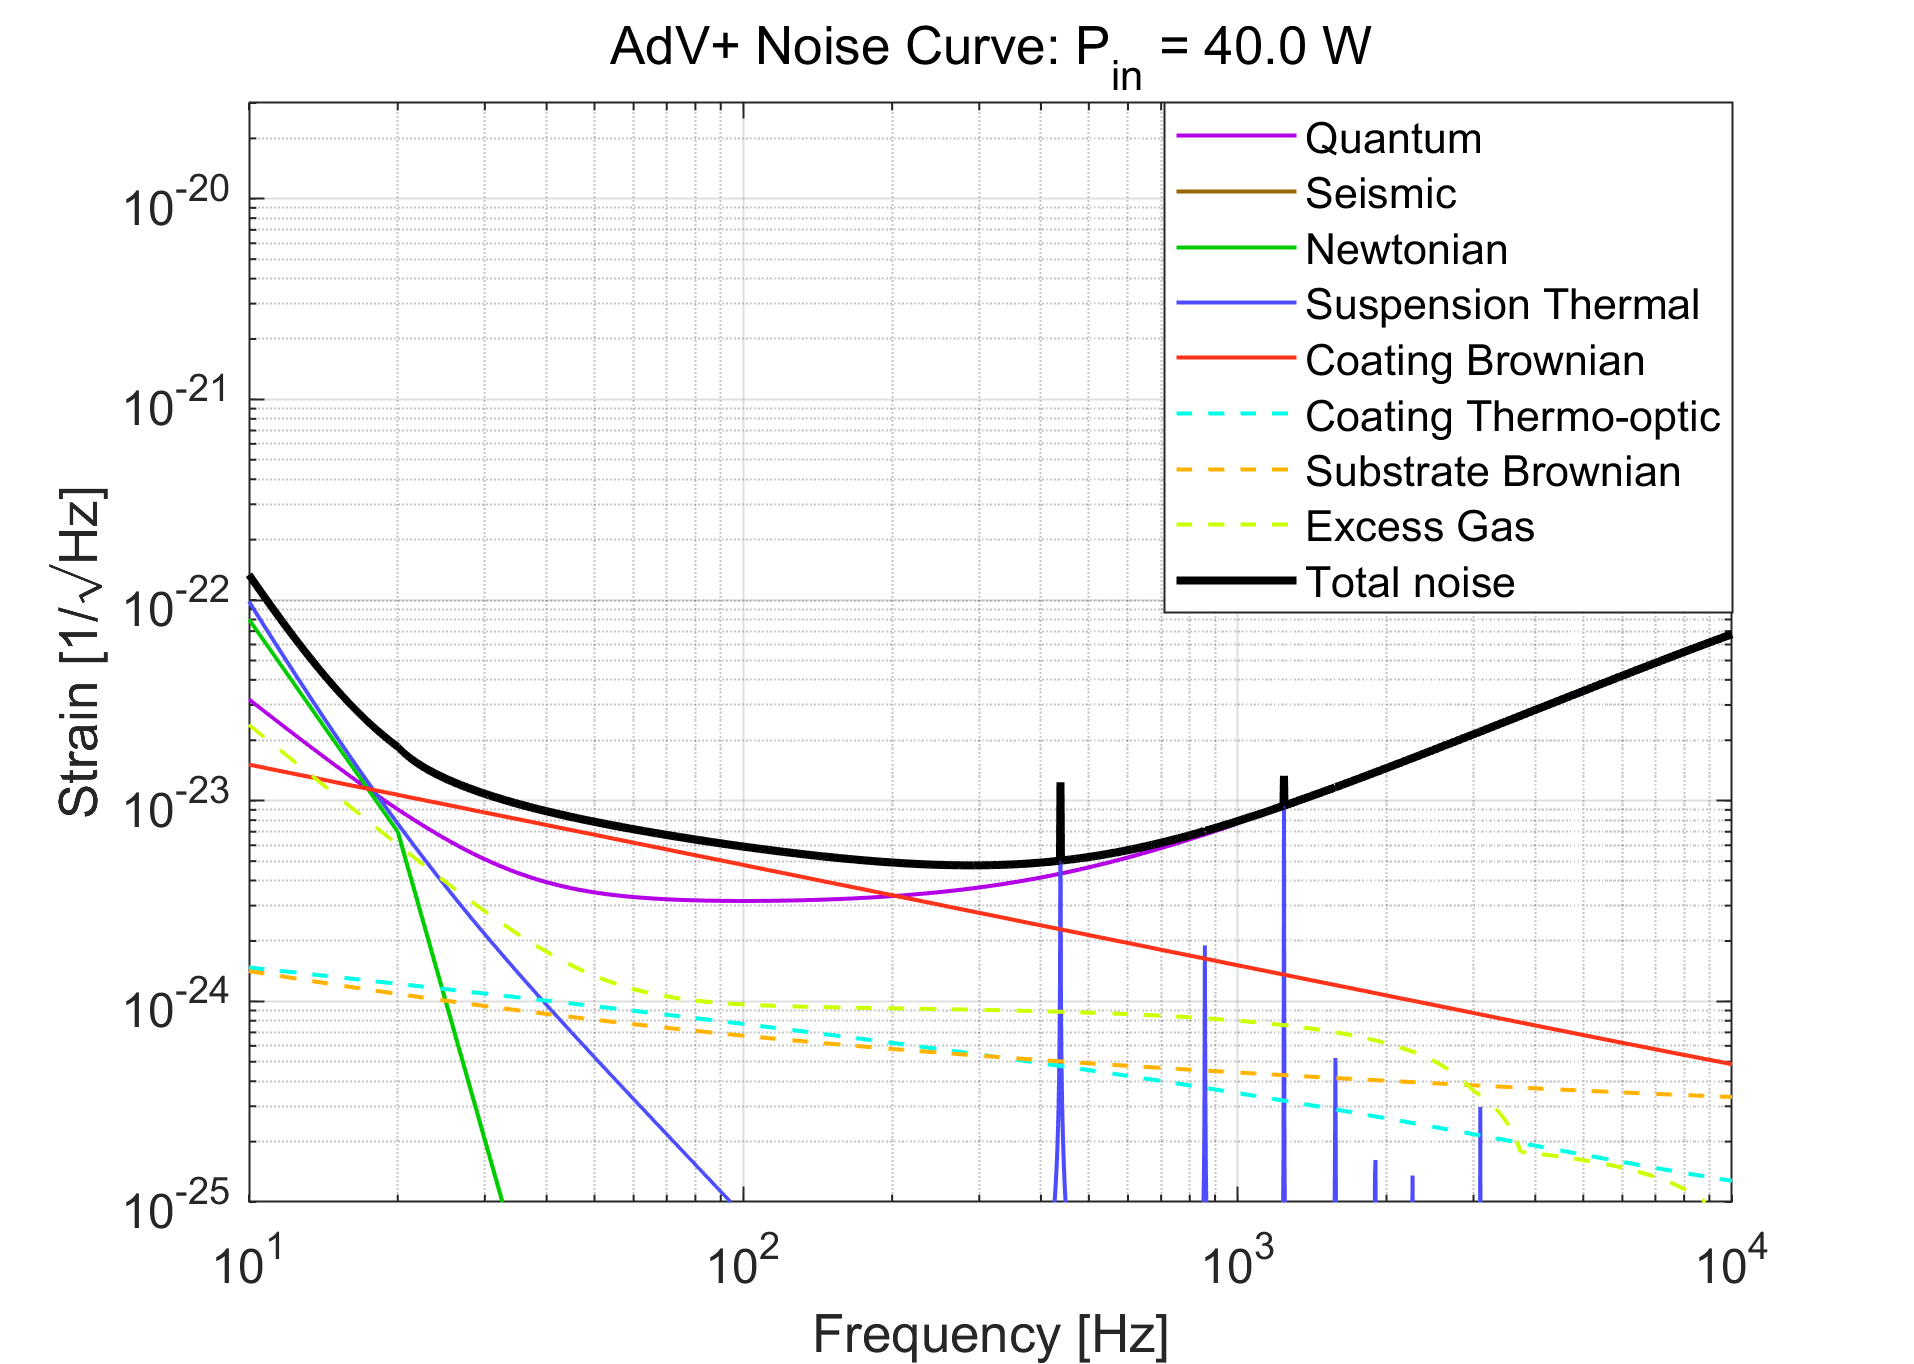 AdV+ Noise Curve: P_in = 40.0 W
Quantum
Seismic
Newtonian
Suspension Thermal
Coating Brownian
Coating Thermo-optic
Substrate Brownian
Excess Gas
Total noise
Strain [1/√Hz]
10^-20
10^-21
10^-22
10^-23
10^-24
10^-25
10^1 10^2 10^3 10^4
Frequency [Hz]